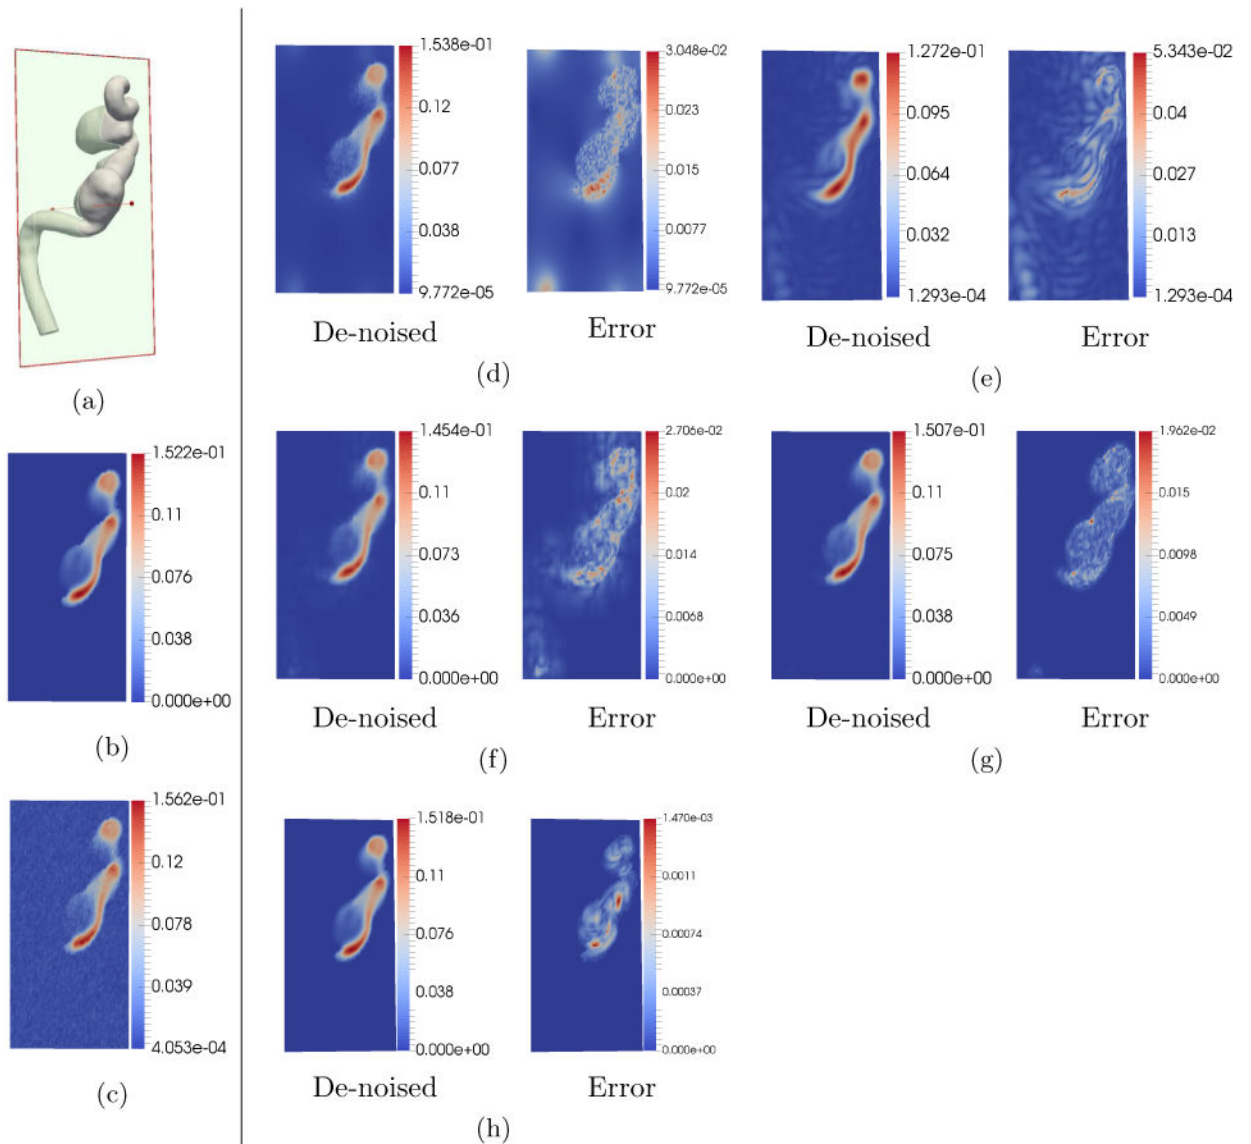 (a)
1.522e-01
0.11
0.076
0.038
0.000e+00
(b)
1.562e-01
0.12
0.078
0.039
4.053e-04
(c)
1.538e-01
0.12
0.077
0.038
9.772e-05
De-noised
3.048e-02
0.023
0.015
0.0077
9.772e-05
Error
(d)
1.272e-01
0.095
0.064
0.032
1.293e-04
De-noised
5.343e-02
0.04
0.027
0.013
1.293e-04
Error
(e)
1.454e-01
0.11
0.073
0.036
0.000e+00
De-noised
2.706e-02
0.02
0.014
0.0068
0.000e+00
Error
(f)
1.507e-01
0.11
0.075
0.038
0.000e+00
De-noised
1.962e-02
0.015
0.0098
0.0049
0.000e+00
Error
(g)
1.518e-01
0.11
0.076
0.038
0.000e+00
De-noised
1.470e-03
0.0011
0.00074
0.00037
0.000e+00
Error
(h)